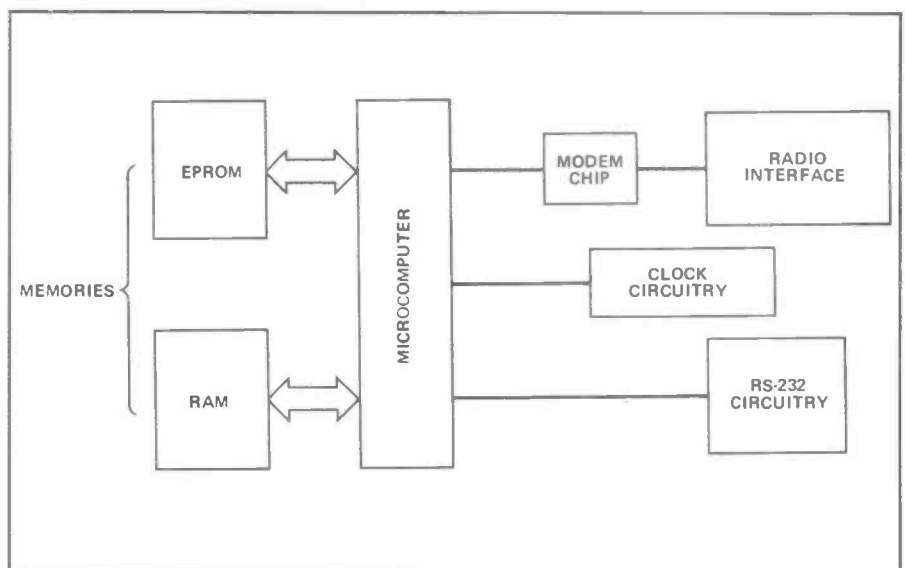 EPROM
MEMORIES
RAM
MICROCOMPUTER
MODEM
CHIP
RADIO
INTERFACE
CLOCK
CIRCUITRY
RS-232
CIRCUITRY